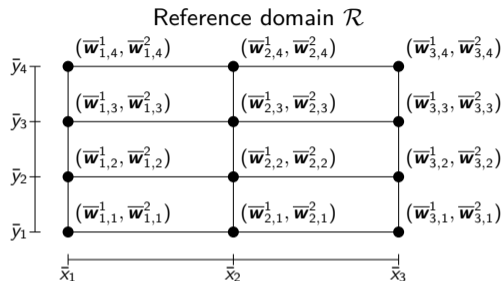 Reference domain ℛ
(w̅¹₁,₄, w̅²₁,₄) (w̅¹₂,₄, w̅²₂,₄) (w̅¹₃,₄, w̅²₃,₄)
ȳ₄
(w̅¹₁,₃, w̅²₁,₃) (w̅¹₂,₃, w̅²₂,₃) (w̅¹₃,₃, w̅²₃,₃)
ȳ₃
(w̅¹₁,₂, w̅²₁,₂) (w̅¹₂,₂, w̅²₂,₂) (w̅¹₃,₂, w̅²₃,₂)
ȳ₂
(w̅¹₁,₁, w̅²₁,₁) (w̅¹₂,₁, w̅²₂,₁) (w̅¹₃,₁, w̅²₃,₁)
ȳ₁
x̄₁ x̄₂ x̄₃